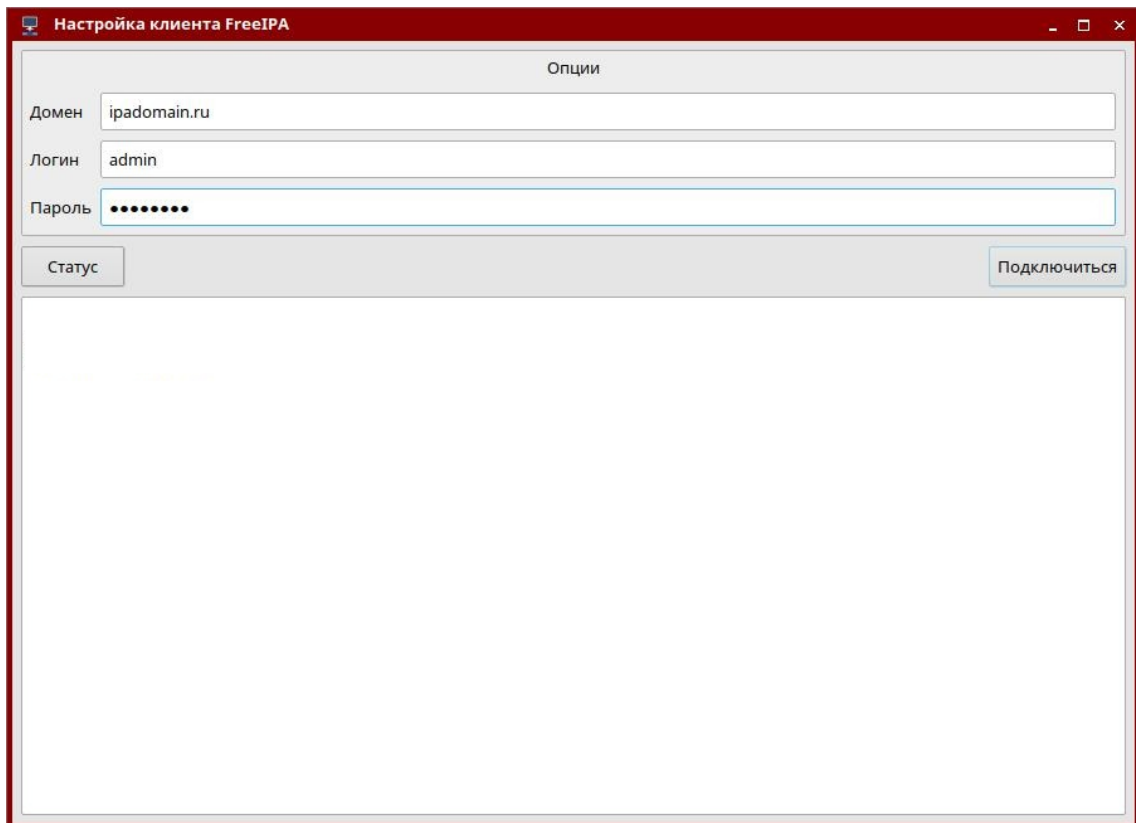 Настройка клиента FreeIPA
Опции
Домен ipadomain.ru
Логин admin
Пароль ••••••••
Статус Подключиться